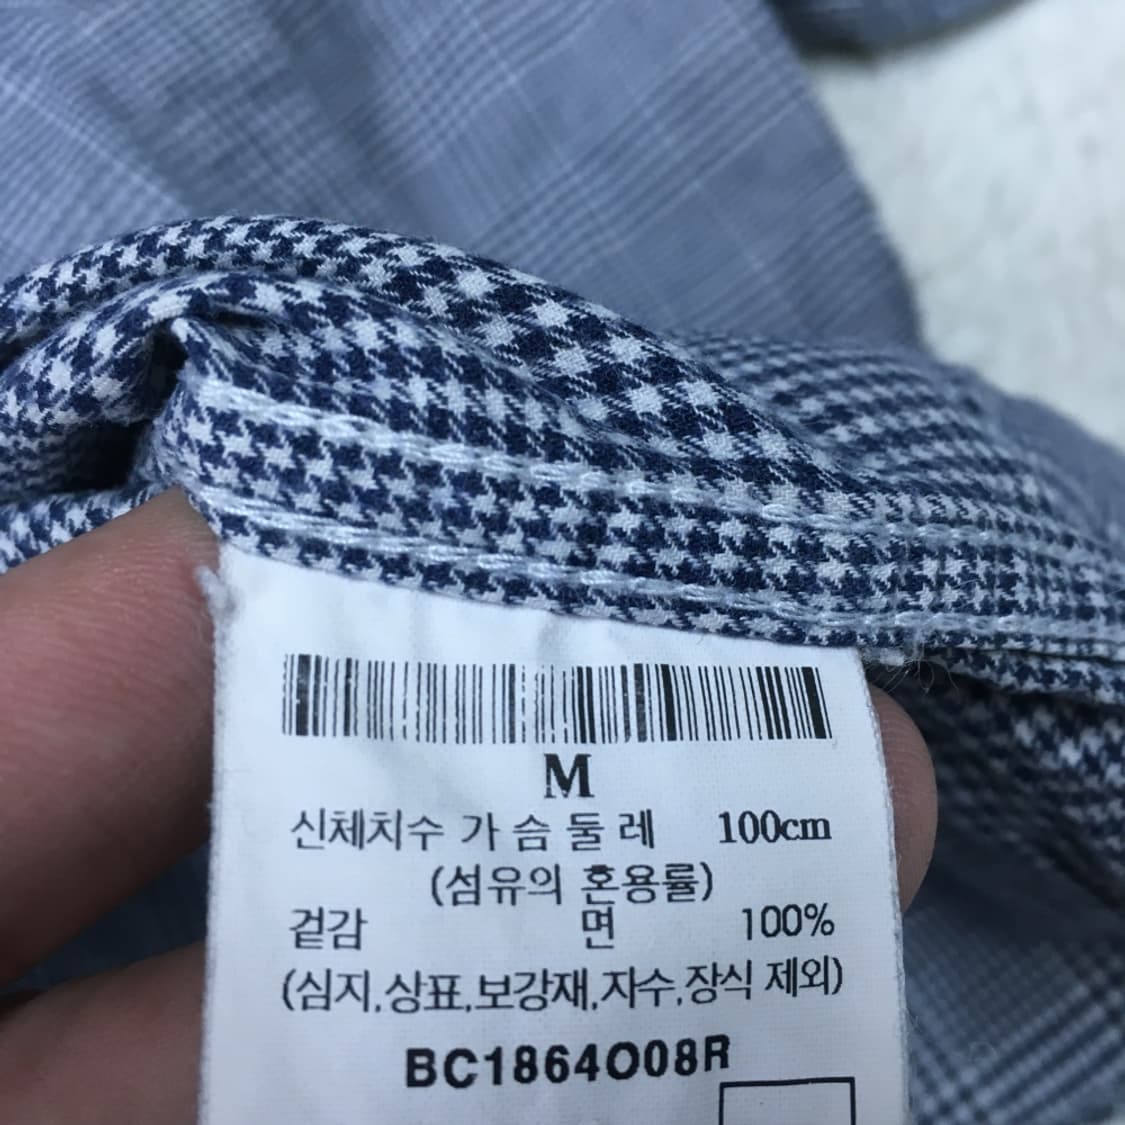 M
신체치수 가슴둘레 100cm
(섬유의 혼용률)
겉감 면 100%
(심지,상표,보강재,자수,장식 제외)
BC1864O08R